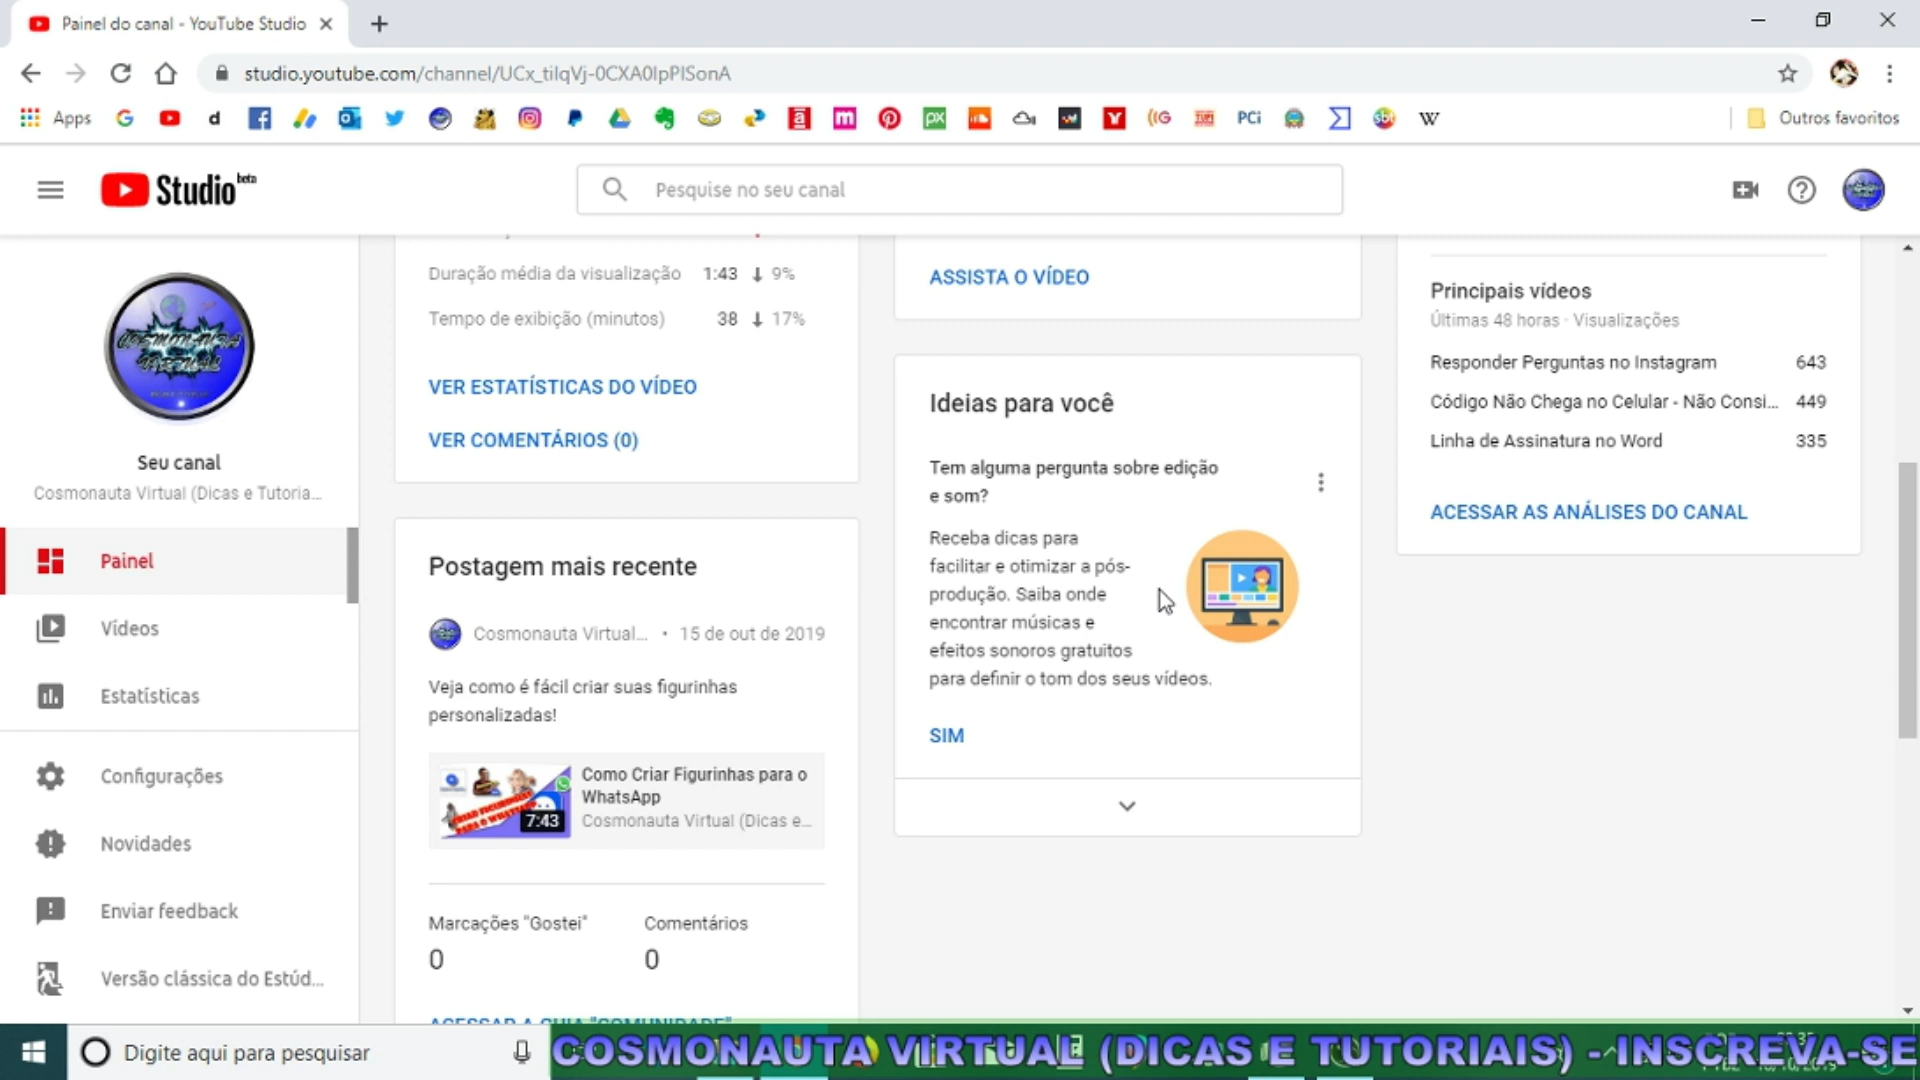 Painel do canal - YouTube Studio
studio.youtube.com/channel/UCx_tiIqVj-0CXA0IpPISonA
Apps
Outros favoritos
Studio beta
Pesquise no seu canal
COSMONAUTA
VIRTUAL
Seu canal
Cosmonauta Virtual (Dicas e Tutoria...
Painel
Vídeos
Estatísticas
Configurações
Novidades
Enviar feedback
Versão clássica do Estúd...
Duração média da visualização 1:43 9%
Tempo de exibição (minutos) 38 17%
VER ESTATÍSTICAS DO VÍDEO
VER COMENTÁRIOS (0)
Postagem mais recente
Cosmonauta Virtual... • 15 de out de 2019
Veja como é fácil criar suas figurinhas
personalizadas!
7:43
Como Criar Figurinhas para o
WhatsApp
Cosmonauta Virtual (Dicas e...
Marcações "Gostei" Comentários
0 0
ACESSAR A GUIA "COMUNIDADE"
ASSISTA O VÍDEO
Ideias para você
Tem alguma pergunta sobre edição
e som?
Receba dicas para
facilitar e otimizar a pós-
produção. Saiba onde
encontrar músicas e
efeitos sonoros gratuitos
para definir o tom dos seus vídeos.
SIM
Principais vídeos
Últimas 48 horas · Visualizações
Responder Perguntas no Instagram 643
Código Não Chega no Celular - Não Consi... 449
Linha de Assinatura no Word 335
ACESSAR AS ANÁLISES DO CANAL
Digite aqui para pesquisar
COSMONAUTA VIRTUAL (DICAS E TUTORIAIS) - INSCREVA-SE